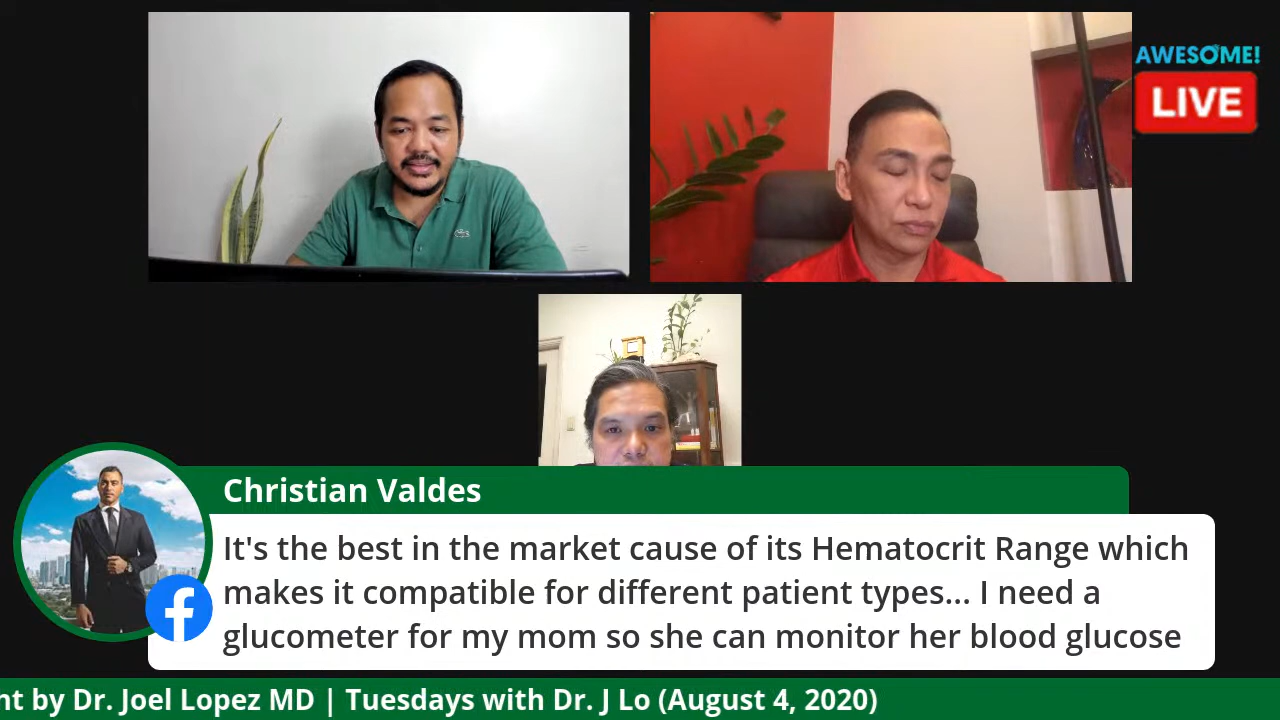 AWESOME!
LIVE
Christian Valdes
It's the best in the market cause of its Hematocrit Range which
makes it compatible for different patient types... I need a
glucometer for my mom so she can monitor her blood glucose
nt by Dr. Joel Lopez MD | Tuesdays with Dr. J Lo (August 4, 2020)